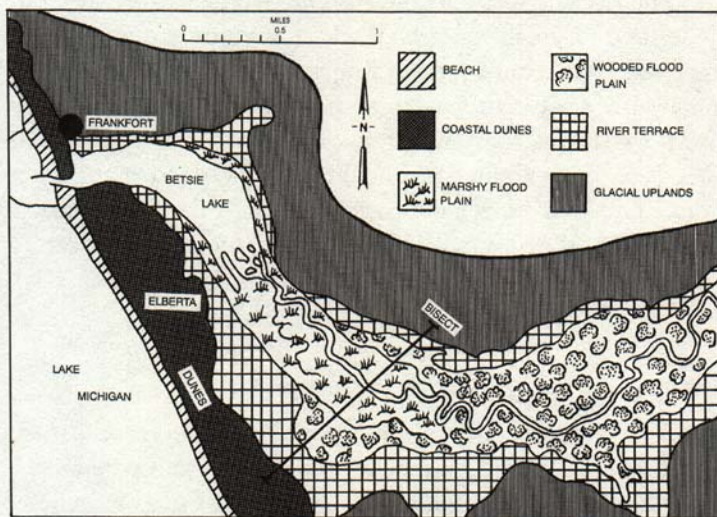 MILES
0 0.5 1
BEACH
WOODED FLOOD
PLAIN
FRANKFORT
-N-
COASTAL DUNES
RIVER TERRACE
BETSIE
LAKE
MARSHY FLOOD
PLAIN
GLACIAL UPLANDS
ELBERTA
DUNES
BISECT
LAKE
MICHIGAN